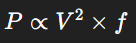 P ∝ V² × f